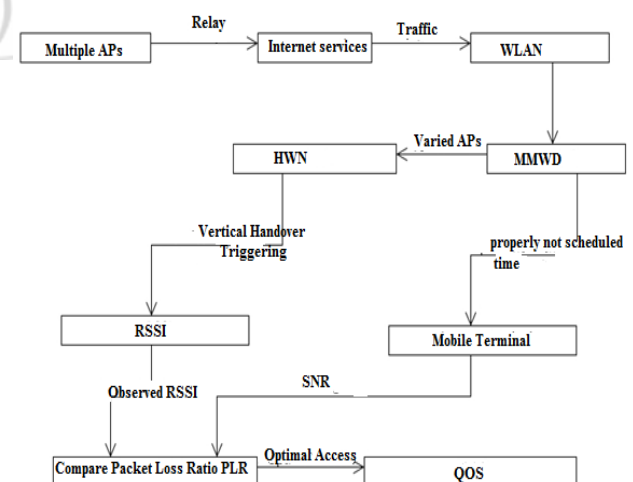 Relay
Traffic
Multiple APs
Internet services
WLAN
Varied APs
HWN
MMWD
Vertical Handover
Triggering
properly not scheduled
time
RSSI
Mobile Terminal
SNR
Observed RSSI
Optimal Access
Compare Packet Loss Ratio PLR
QOS